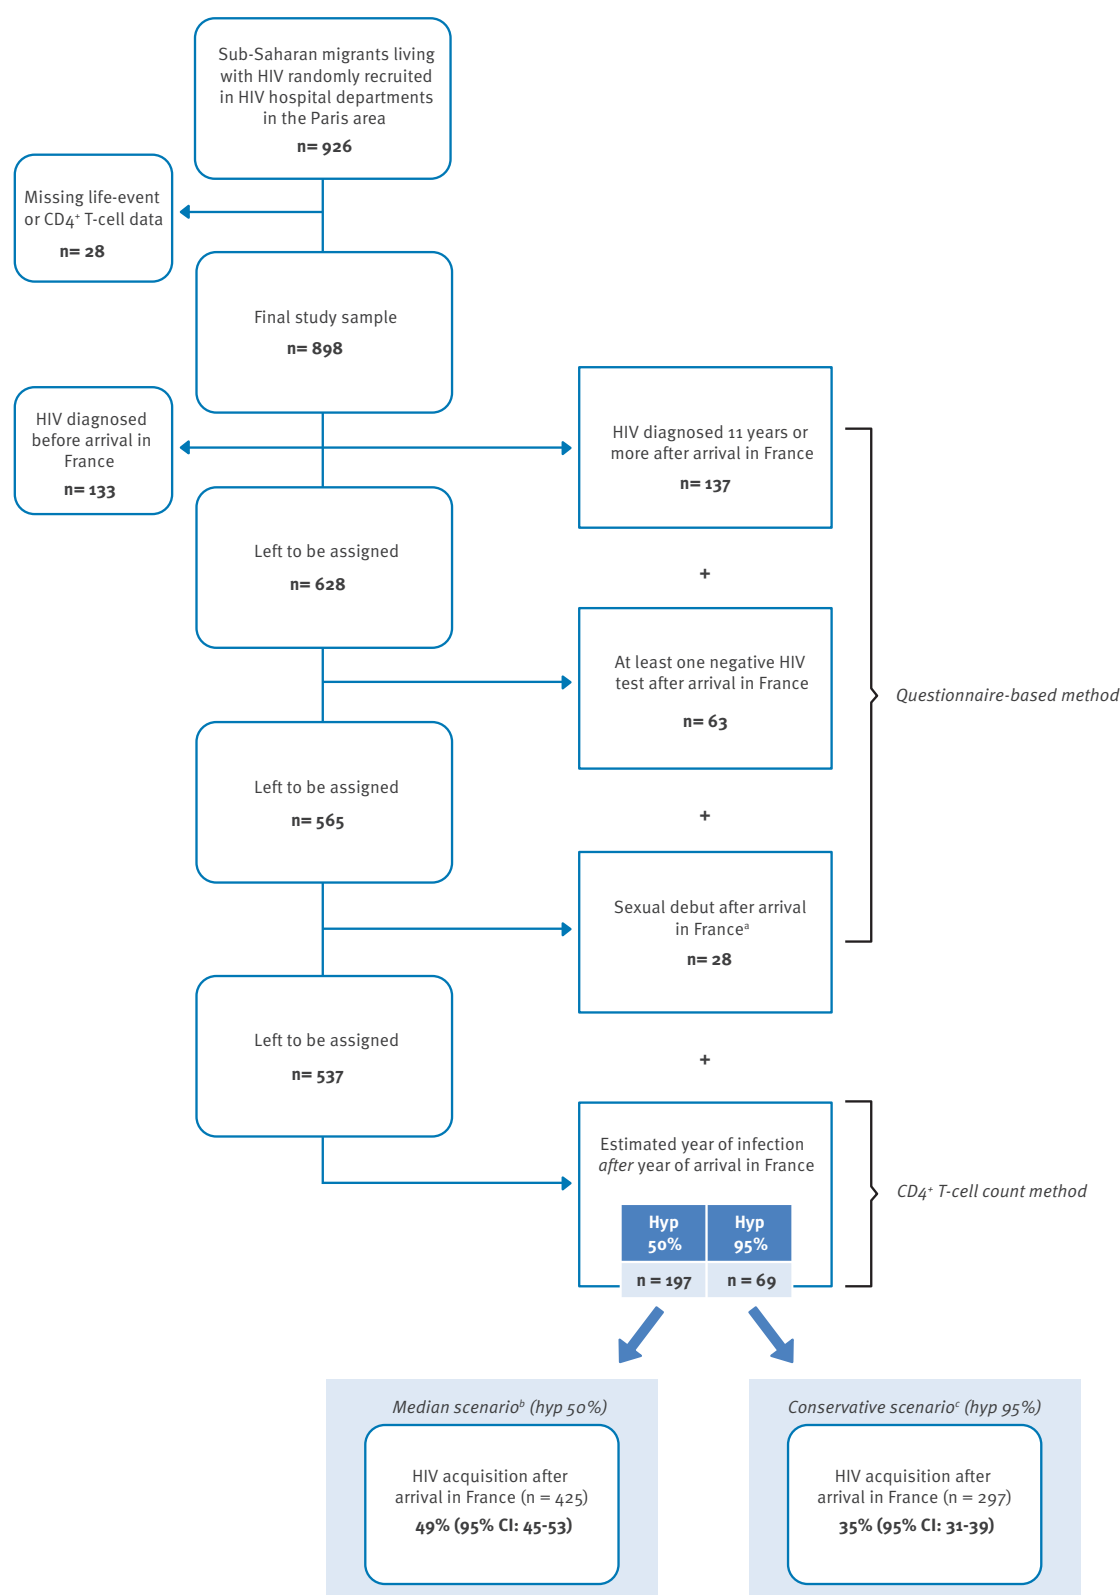 Sub-Saharan migrants living
with HIV randomly recruited
in HIV hospital departments
in the Paris area
n= 926
Missing life-event
or CD4⁺ T-cell data
n= 28
Final study sample
n= 898
HIV diagnosed
before arrival in
France
n= 133
HIV diagnosed 11 years or
more after arrival in France
n= 137
Left to be assigned
n= 628
+
At least one negative HIV
test after arrival in France
n= 63
Questionnaire-based method
Left to be assigned
n= 565
+
Sexual debut after arrival
in Franceᵃ
n= 28
Left to be assigned
n= 537
+
Estimated year of infection
after year of arrival in France
CD4⁺ T-cell count method
Hyp
50%
Hyp
95%
n = 197
n = 69
Median scenarioᵇ (hyp 50%)
HIV acquisition after
arrival in France (n = 425)
49% (95% CI: 45-53)
Conservative scenarioᶜ (hyp 95%)
HIV acquisition after
arrival in France (n = 297)
35% (95% CI: 31-39)